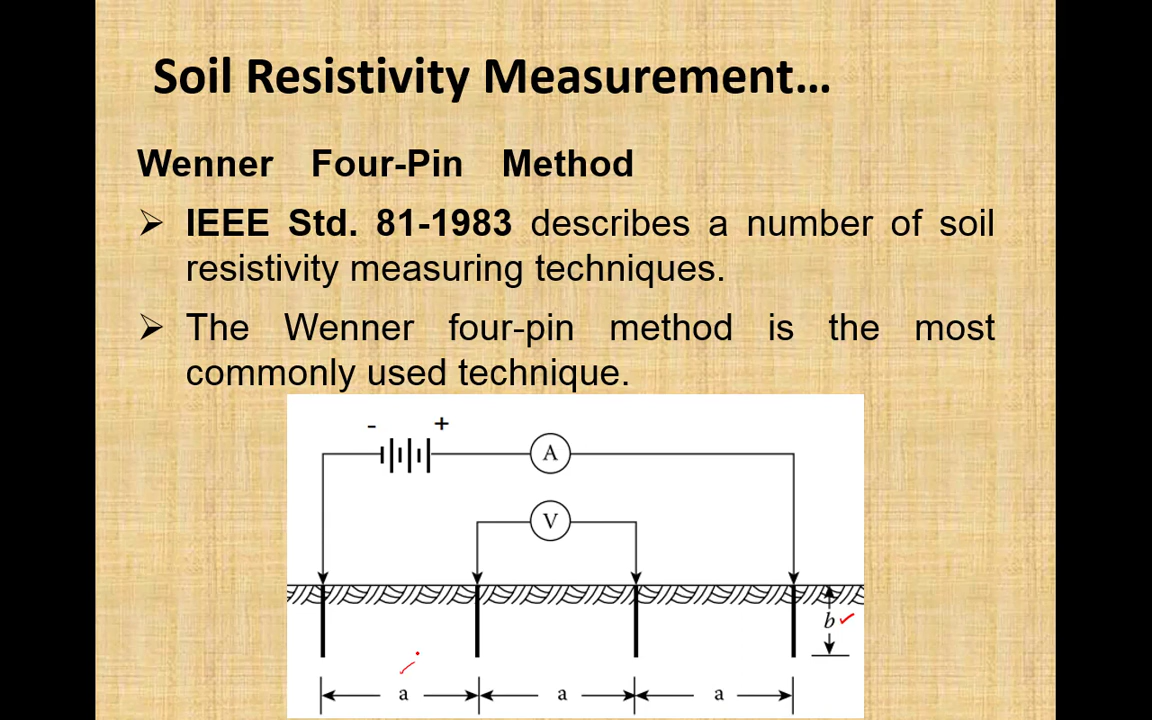 Soil Resistivity Measurement...
Wenner Four-Pin Method
➢ IEEE Std. 81-1983 describes a number of soil
resistivity measuring techniques.
➢ The Wenner four-pin method is the most
commonly used technique.
- +
A
V
b
a a a